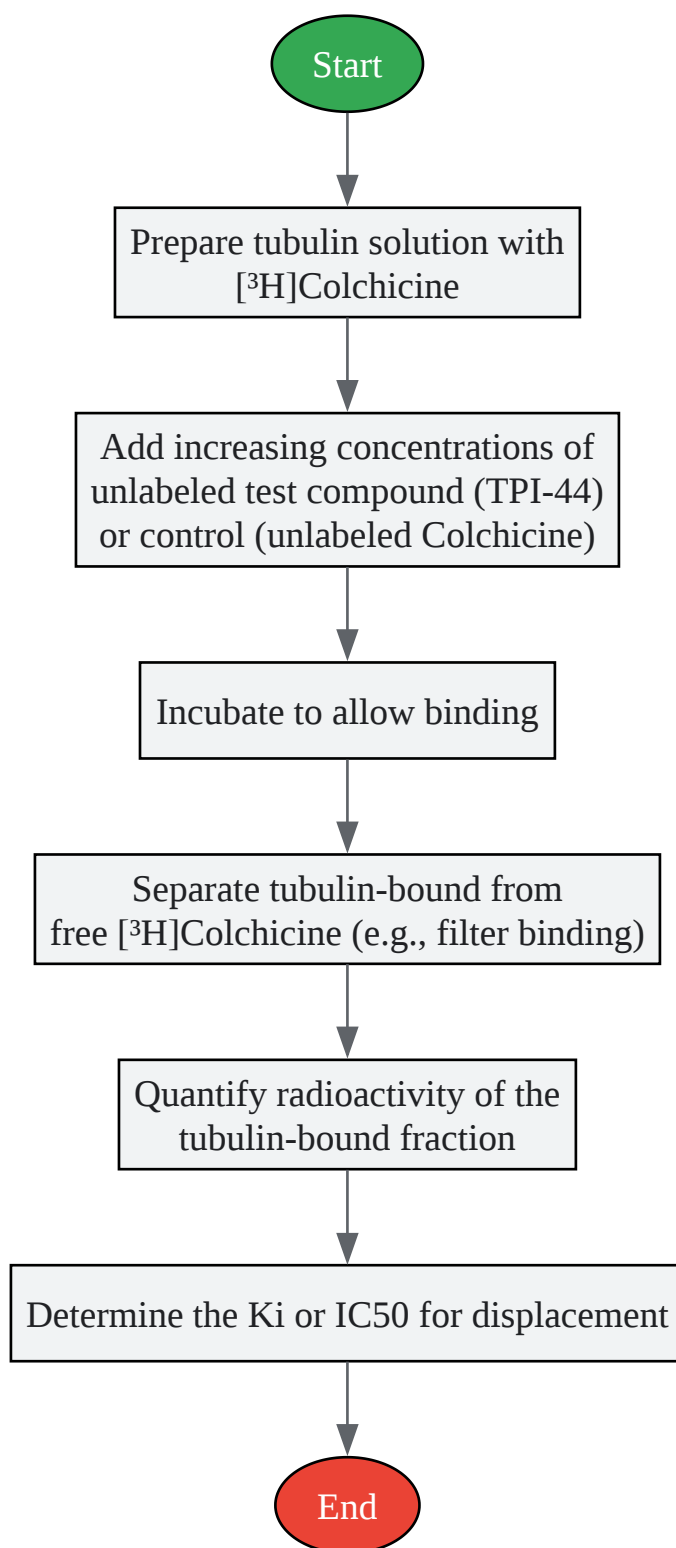 Start
Prepare tubulin solution with
[³H]Colchicine
Add increasing concentrations of
unlabeled test compound (TPI-44)
or control (unlabeled Colchicine)
Incubate to allow binding
Separate tubulin-bound from
free [³H]Colchicine (e.g., filter binding)
Quantify radioactivity of the
tubulin-bound fraction
Determine the Ki or IC50 for displacement
End